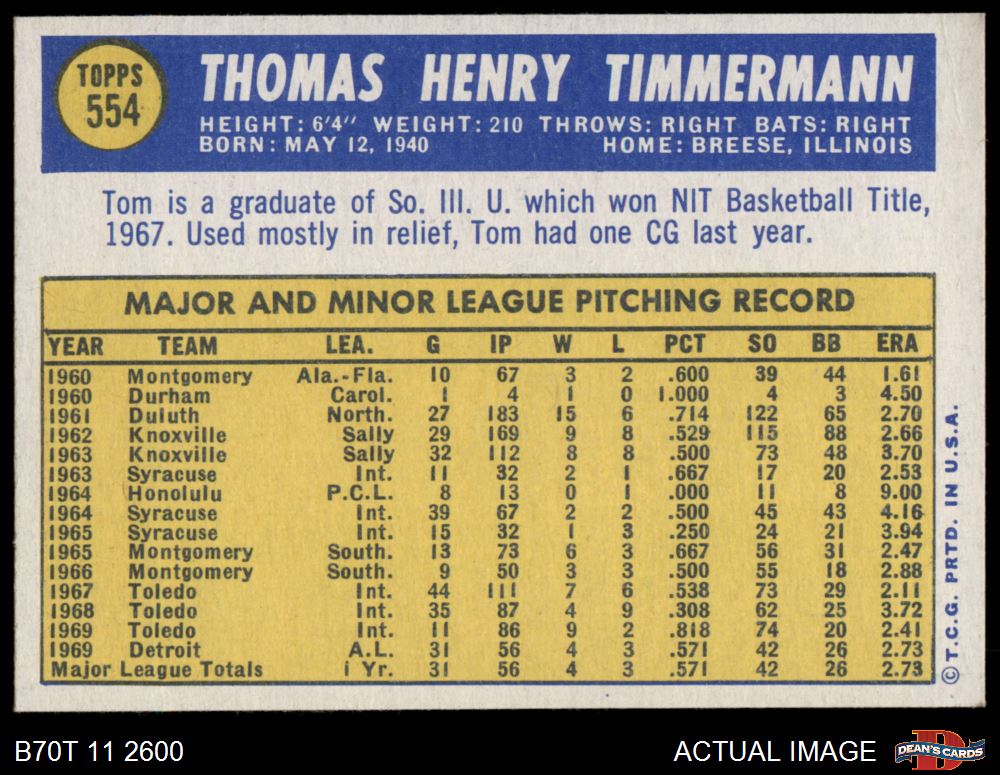 TOPPS
554
THOMAS HENRY TIMMERMANN
HEIGHT: 6'4" WEIGHT: 210 THROWS: RIGHT BATS: RIGHT
BORN: MAY 12, 1940 HOME: BREESE, ILLINOIS
Tom is a graduate of So. Ill. U. which won NIT Basketball Title,
1967. Used mostly in relief, Tom had one CG last year.
MAJOR AND MINOR LEAGUE PITCHING RECORD
YEAR TEAM LEA. G IP W L PCT SO BB ERA
1960 Montgomery Ala.-Fla. 10 67 3 2 .600 39 44 1.61
1960 Durham Carol. 1 4 1 0 1.000 4 3 4.50
1961 Duluth North. 27 183 15 6 .714 122 65 2.70
1962 Knoxville Sally 29 169 9 8 .529 115 88 2.66
1963 Knoxville Sally 32 112 8 8 .500 73 48 3.70
1963 Syracuse Int. 11 32 2 1 .667 17 20 2.53
1964 Honolulu P.C.L. 8 13 0 1 .000 11 8 9.00
1964 Syracuse Int. 39 67 2 2 .500 45 43 4.16
1965 Syracuse Int. 15 32 1 3 .250 24 21 3.94
1965 Montgomery South. 13 73 6 3 .667 56 31 2.47
1966 Montgomery South. 9 50 3 3 .500 55 18 2.88
1967 Toledo Int. 44 111 7 6 .538 73 29 2.11
1968 Toledo Int. 35 87 4 9 .308 62 25 3.72
1969 Toledo Int. 11 86 9 2 .818 74 20 2.41
1969 Detroit A.L. 31 56 4 3 .571 42 26 2.73
Major League Totals 1 Yr. 31 56 4 3 .571 42 26 2.73
© T.C.G. PRTD. IN U.S.A.
B70T 11 2600 ACTUAL IMAGE
D
DEAN'S CARDS